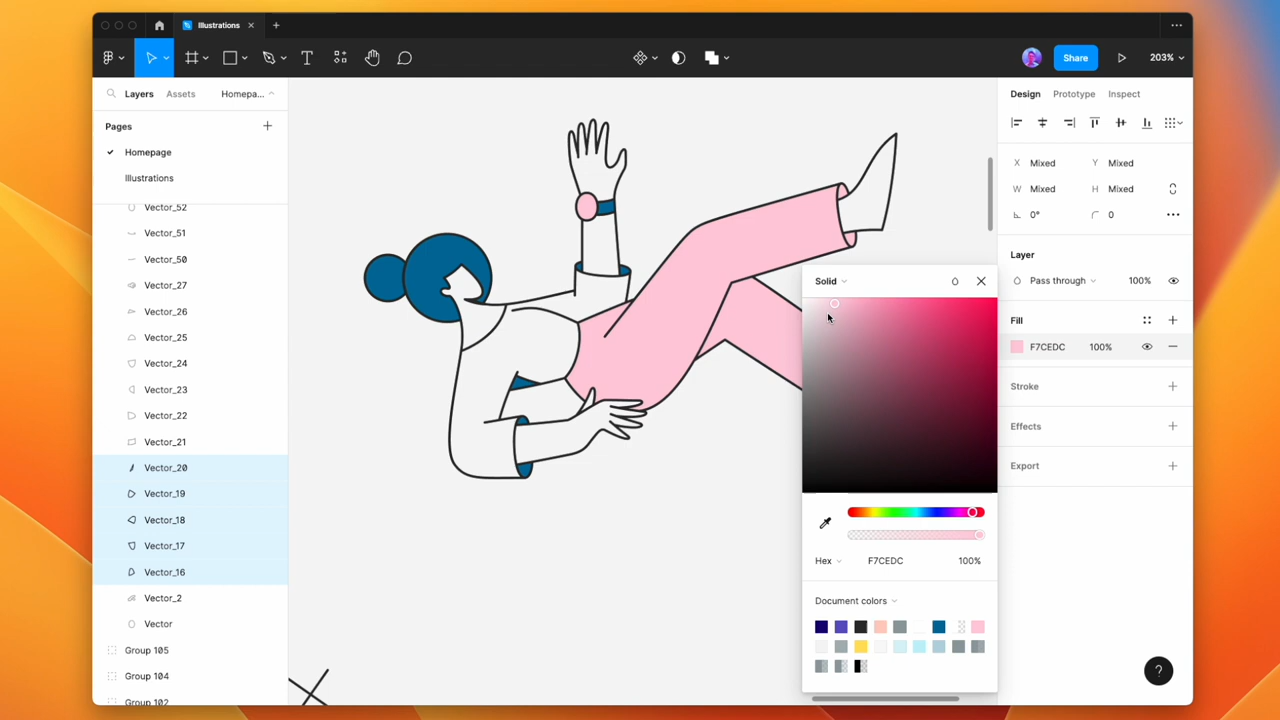 Illustrations
Share
203%
Layers
Assets
Homepa...
Pages
Homepage
Illustrations
Vector_52
Vector_51
Vector_50
Vector_27
Vector_26
Vector_25
Vector_24
Vector_23
Vector_22
Vector_21
Vector_20
Vector_19
Vector_18
Vector_17
Vector_16
Vector_2
Vector
Group 105
Group 104
Group 102
Solid
Hex F7CEDC 100%
Document colors
Design Prototype Inspect
X Mixed Y Mixed
W Mixed H Mixed
0° 0
Layer
Pass through 100%
Fill
F7CEDC 100%
Stroke
Effects
Export
?